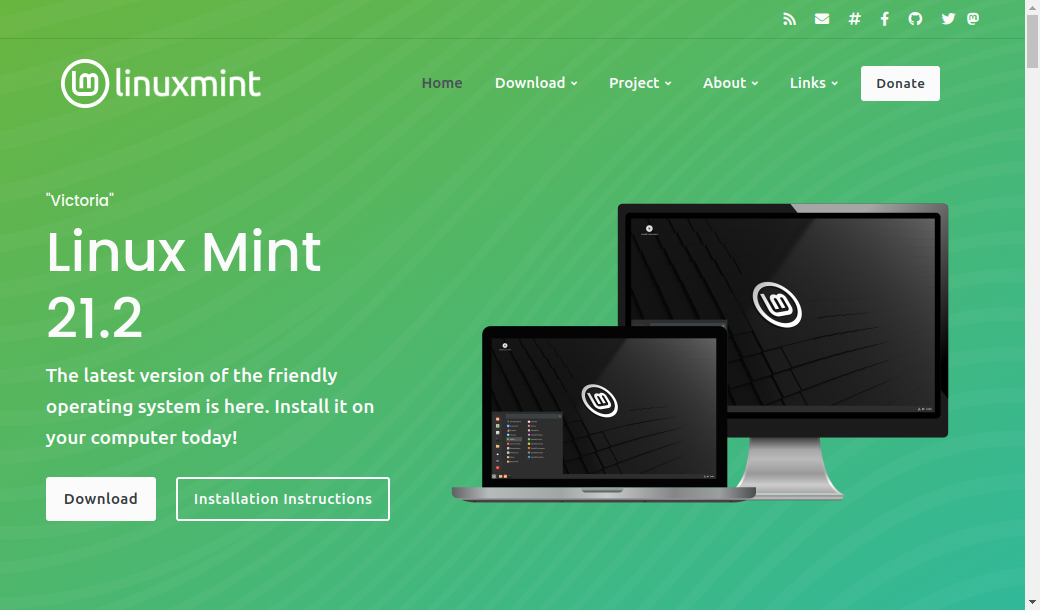 linuxmint
Home Download Project About Links Donate
"Victoria"
Linux Mint
21.2
The latest version of the friendly
operating system is here. Install it on
your computer today!
Download Installation Instructions